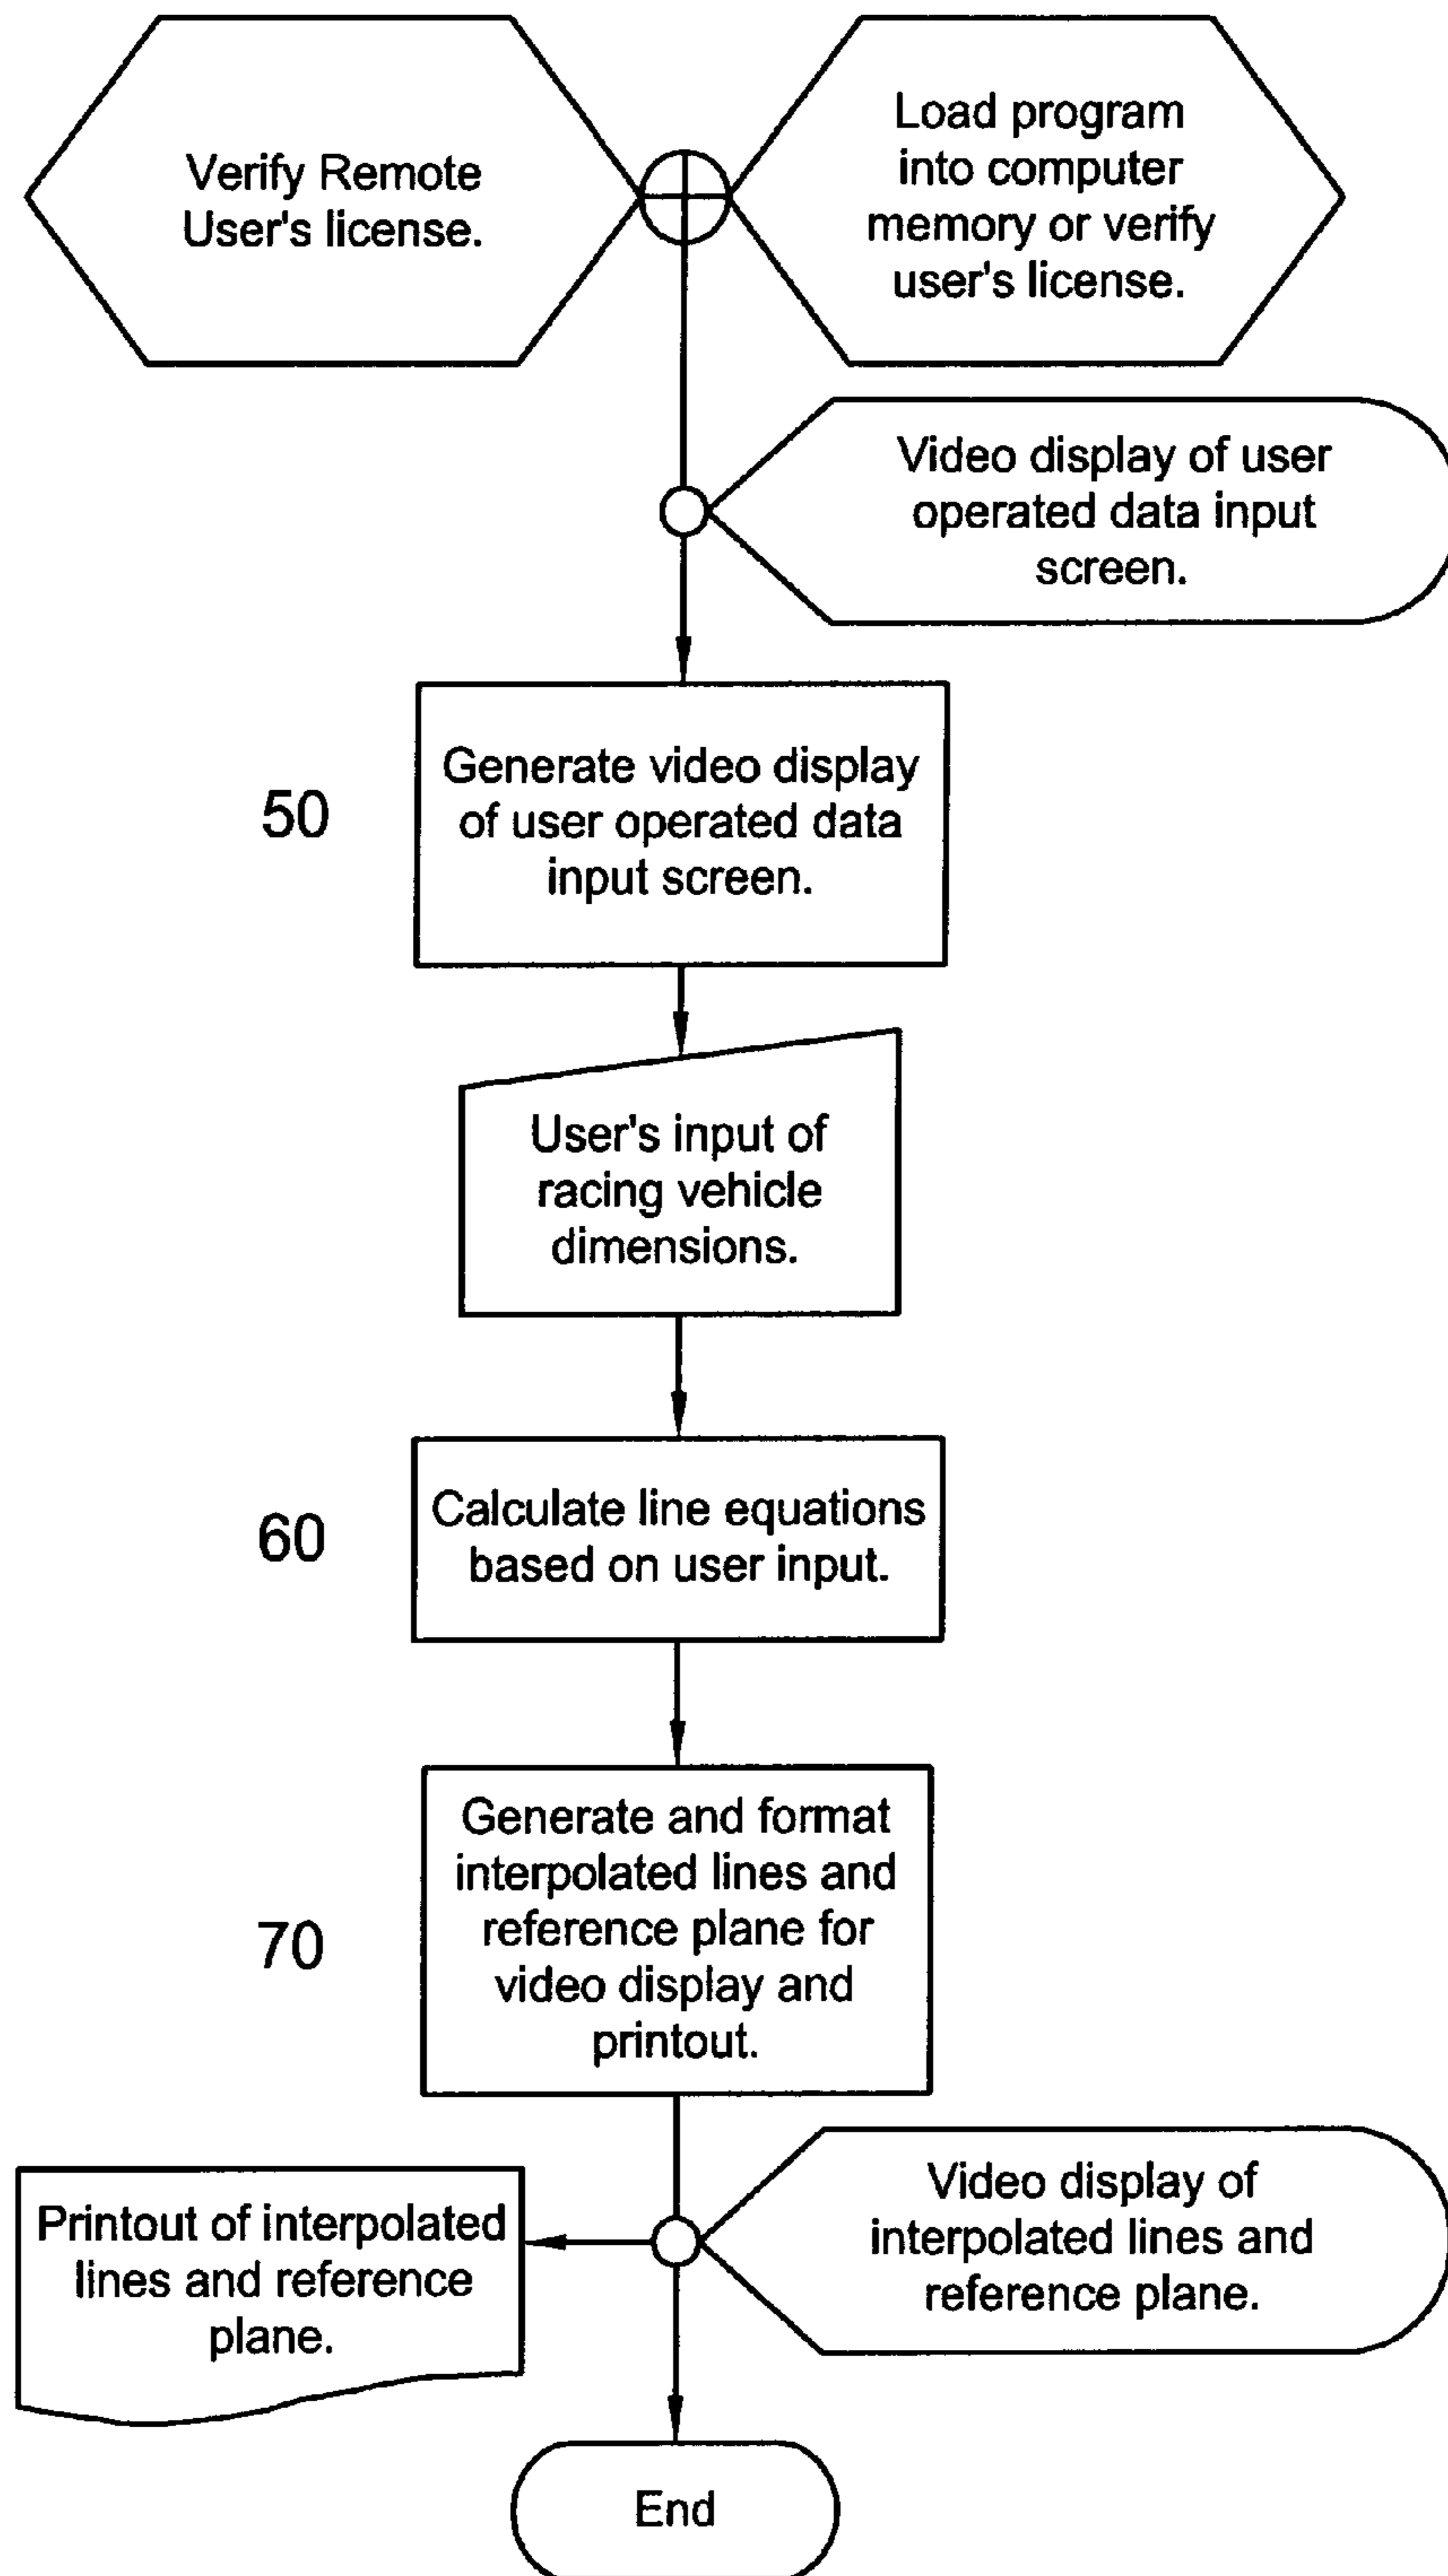 Verify Remote
User's license.
Load program
into computer
memory or verify
user's license.
Video display of user
operated data input
screen.
50
Generate video display
of user operated data
input screen.
User's input of
racing vehicle
dimensions.
60
Calculate line equations
based on user input.
70
Generate and format
interpolated lines and
reference plane for
video display and
printout.
Printout of interpolated
lines and reference
plane.
Video display of
interpolated lines and
reference plane.
End